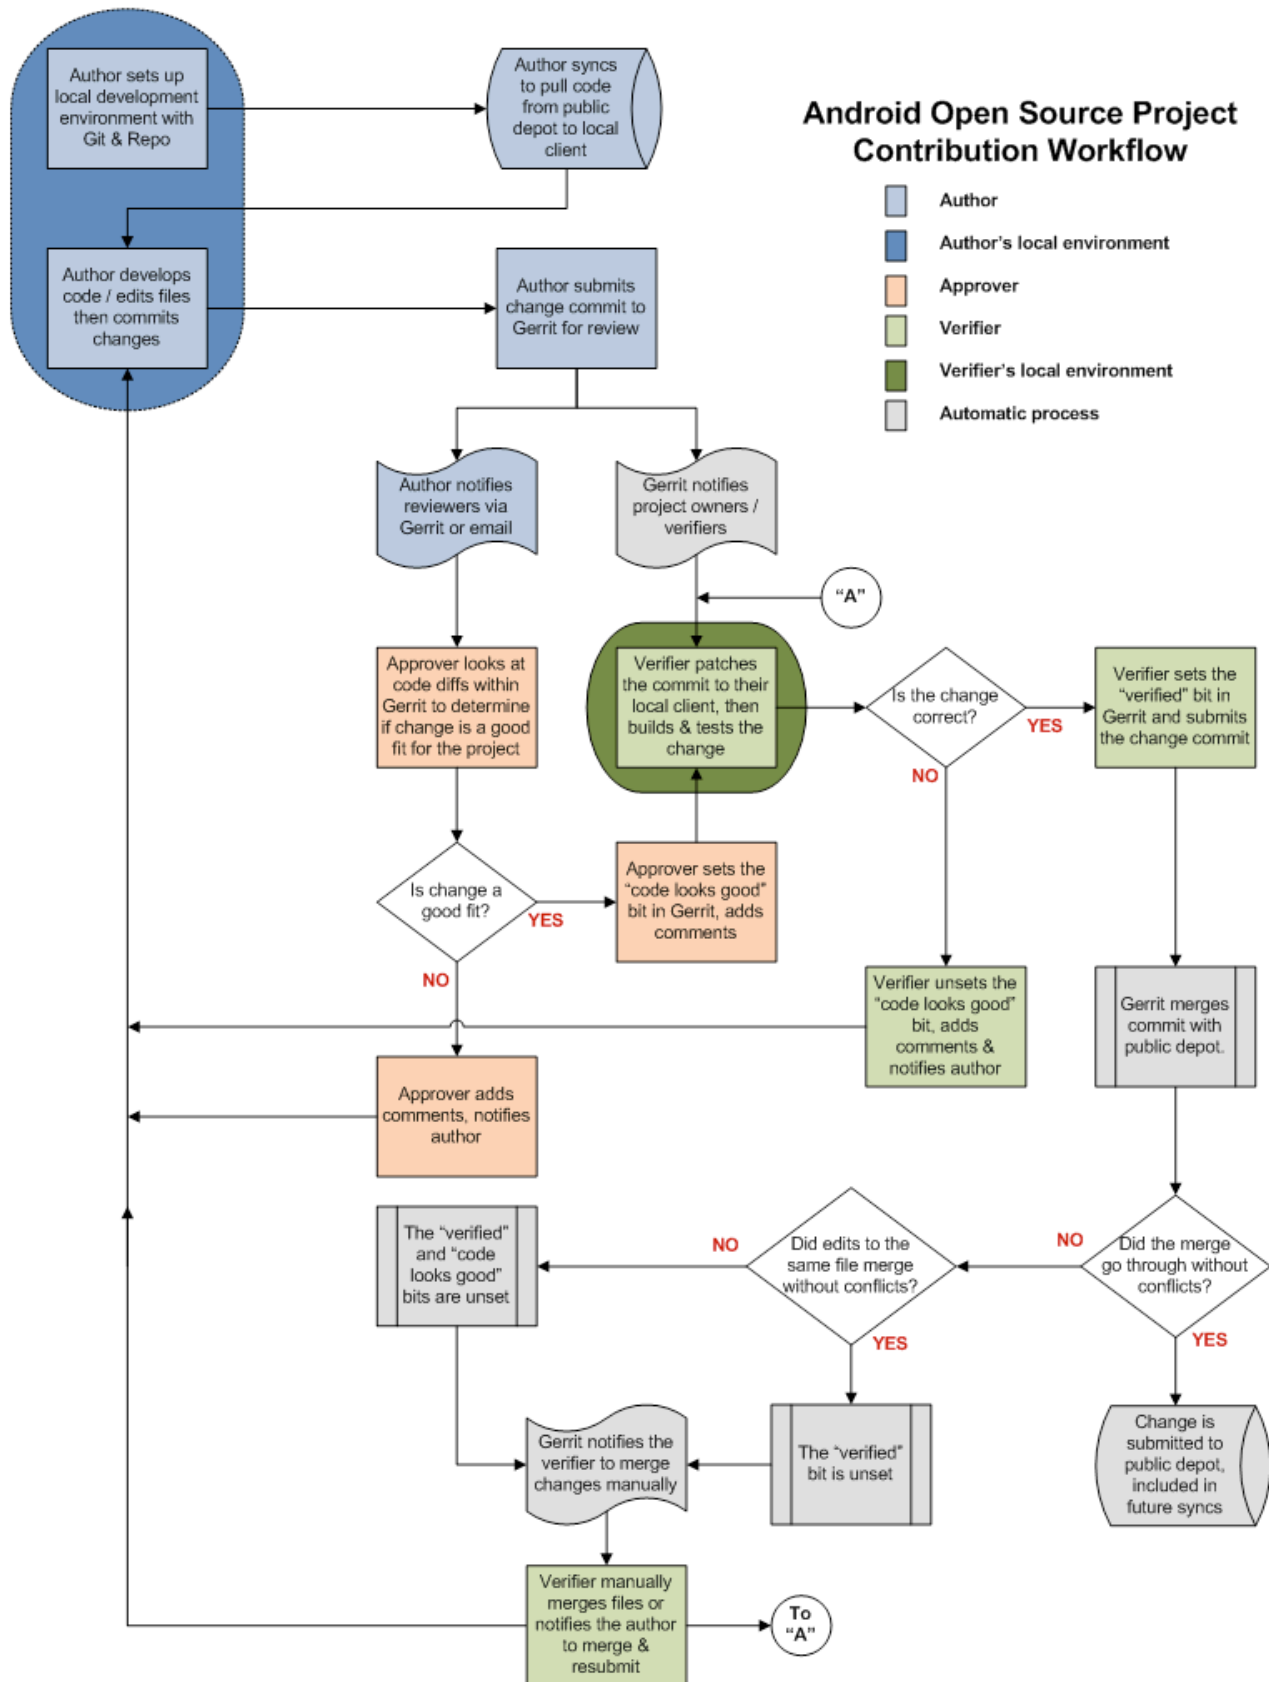 Author sets up
local development
environment with
Git & Repo
Author syncs
to pull code
from public
depot to local
client
Android Open Source Project
Contribution Workflow
Author
Author's local environment
Approver
Verifier
Verifier's local environment
Automatic process
Author develops
code / edits files
then commits
changes
Author submits
change commit to
Gerrit for review
Author notifies
reviewers via
Gerrit or email
Gerrit notifies
project owners /
verifiers
“A”
Approver looks at
code diffs within
Gerrit to determine
if change is a good
fit for the project
Verifier patches
the commit to their
local client, then
builds & tests the
change
Is the change
correct?
YES
NO
Verifier sets the
“verified” bit in
Gerrit and submits
the change commit
Is change a
good fit?
YES
NO
Approver sets the
“code looks good”
bit in Gerrit, adds
comments
Verifier unsets the
“code looks good”
bit, adds
comments &
notifies author
Gerrit merges
commit with
public depot.
Approver adds
comments, notifies
author
The “verified”
and “code
looks good”
bits are unset
NO
Did edits to the
same file merge
without conflicts?
YES
NO
Did the merge
go through without
conflicts?
YES
Gerrit notifies the
verifier to merge
changes manually
The “verified”
bit is unset
Change is
submitted to
public depot,
included in
future syncs
Verifier manually
merges files or
notifies the author
to merge &
resubmit
To
“A”